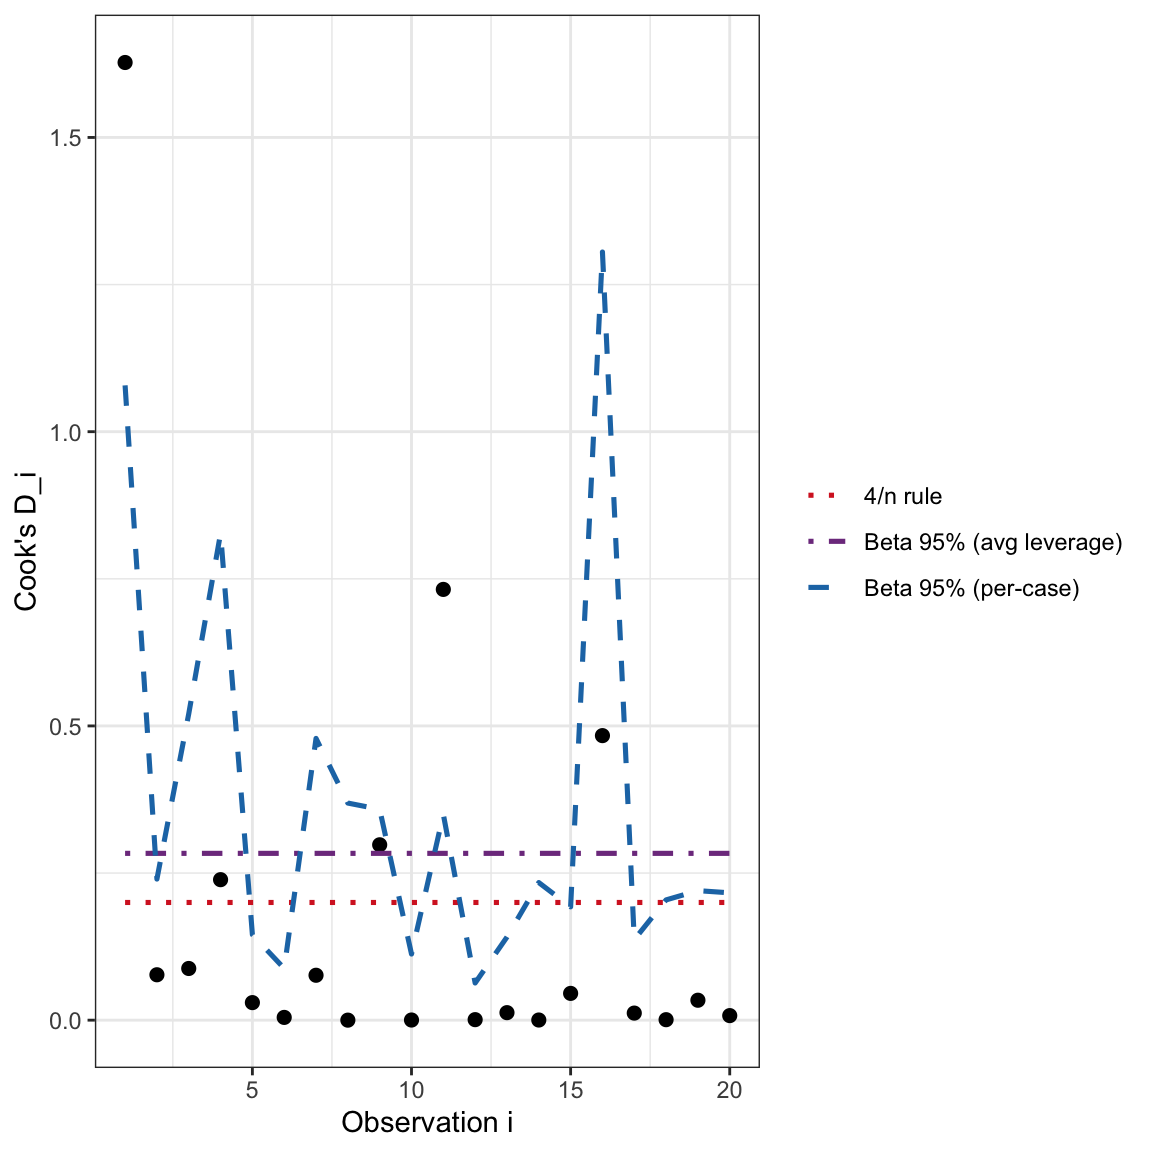 1.5
1.0
0.5
0.0
5 10 15 20
Observation i
Cook's D_i
4/n rule
Beta 95% (avg leverage)
Beta 95% (per-case)